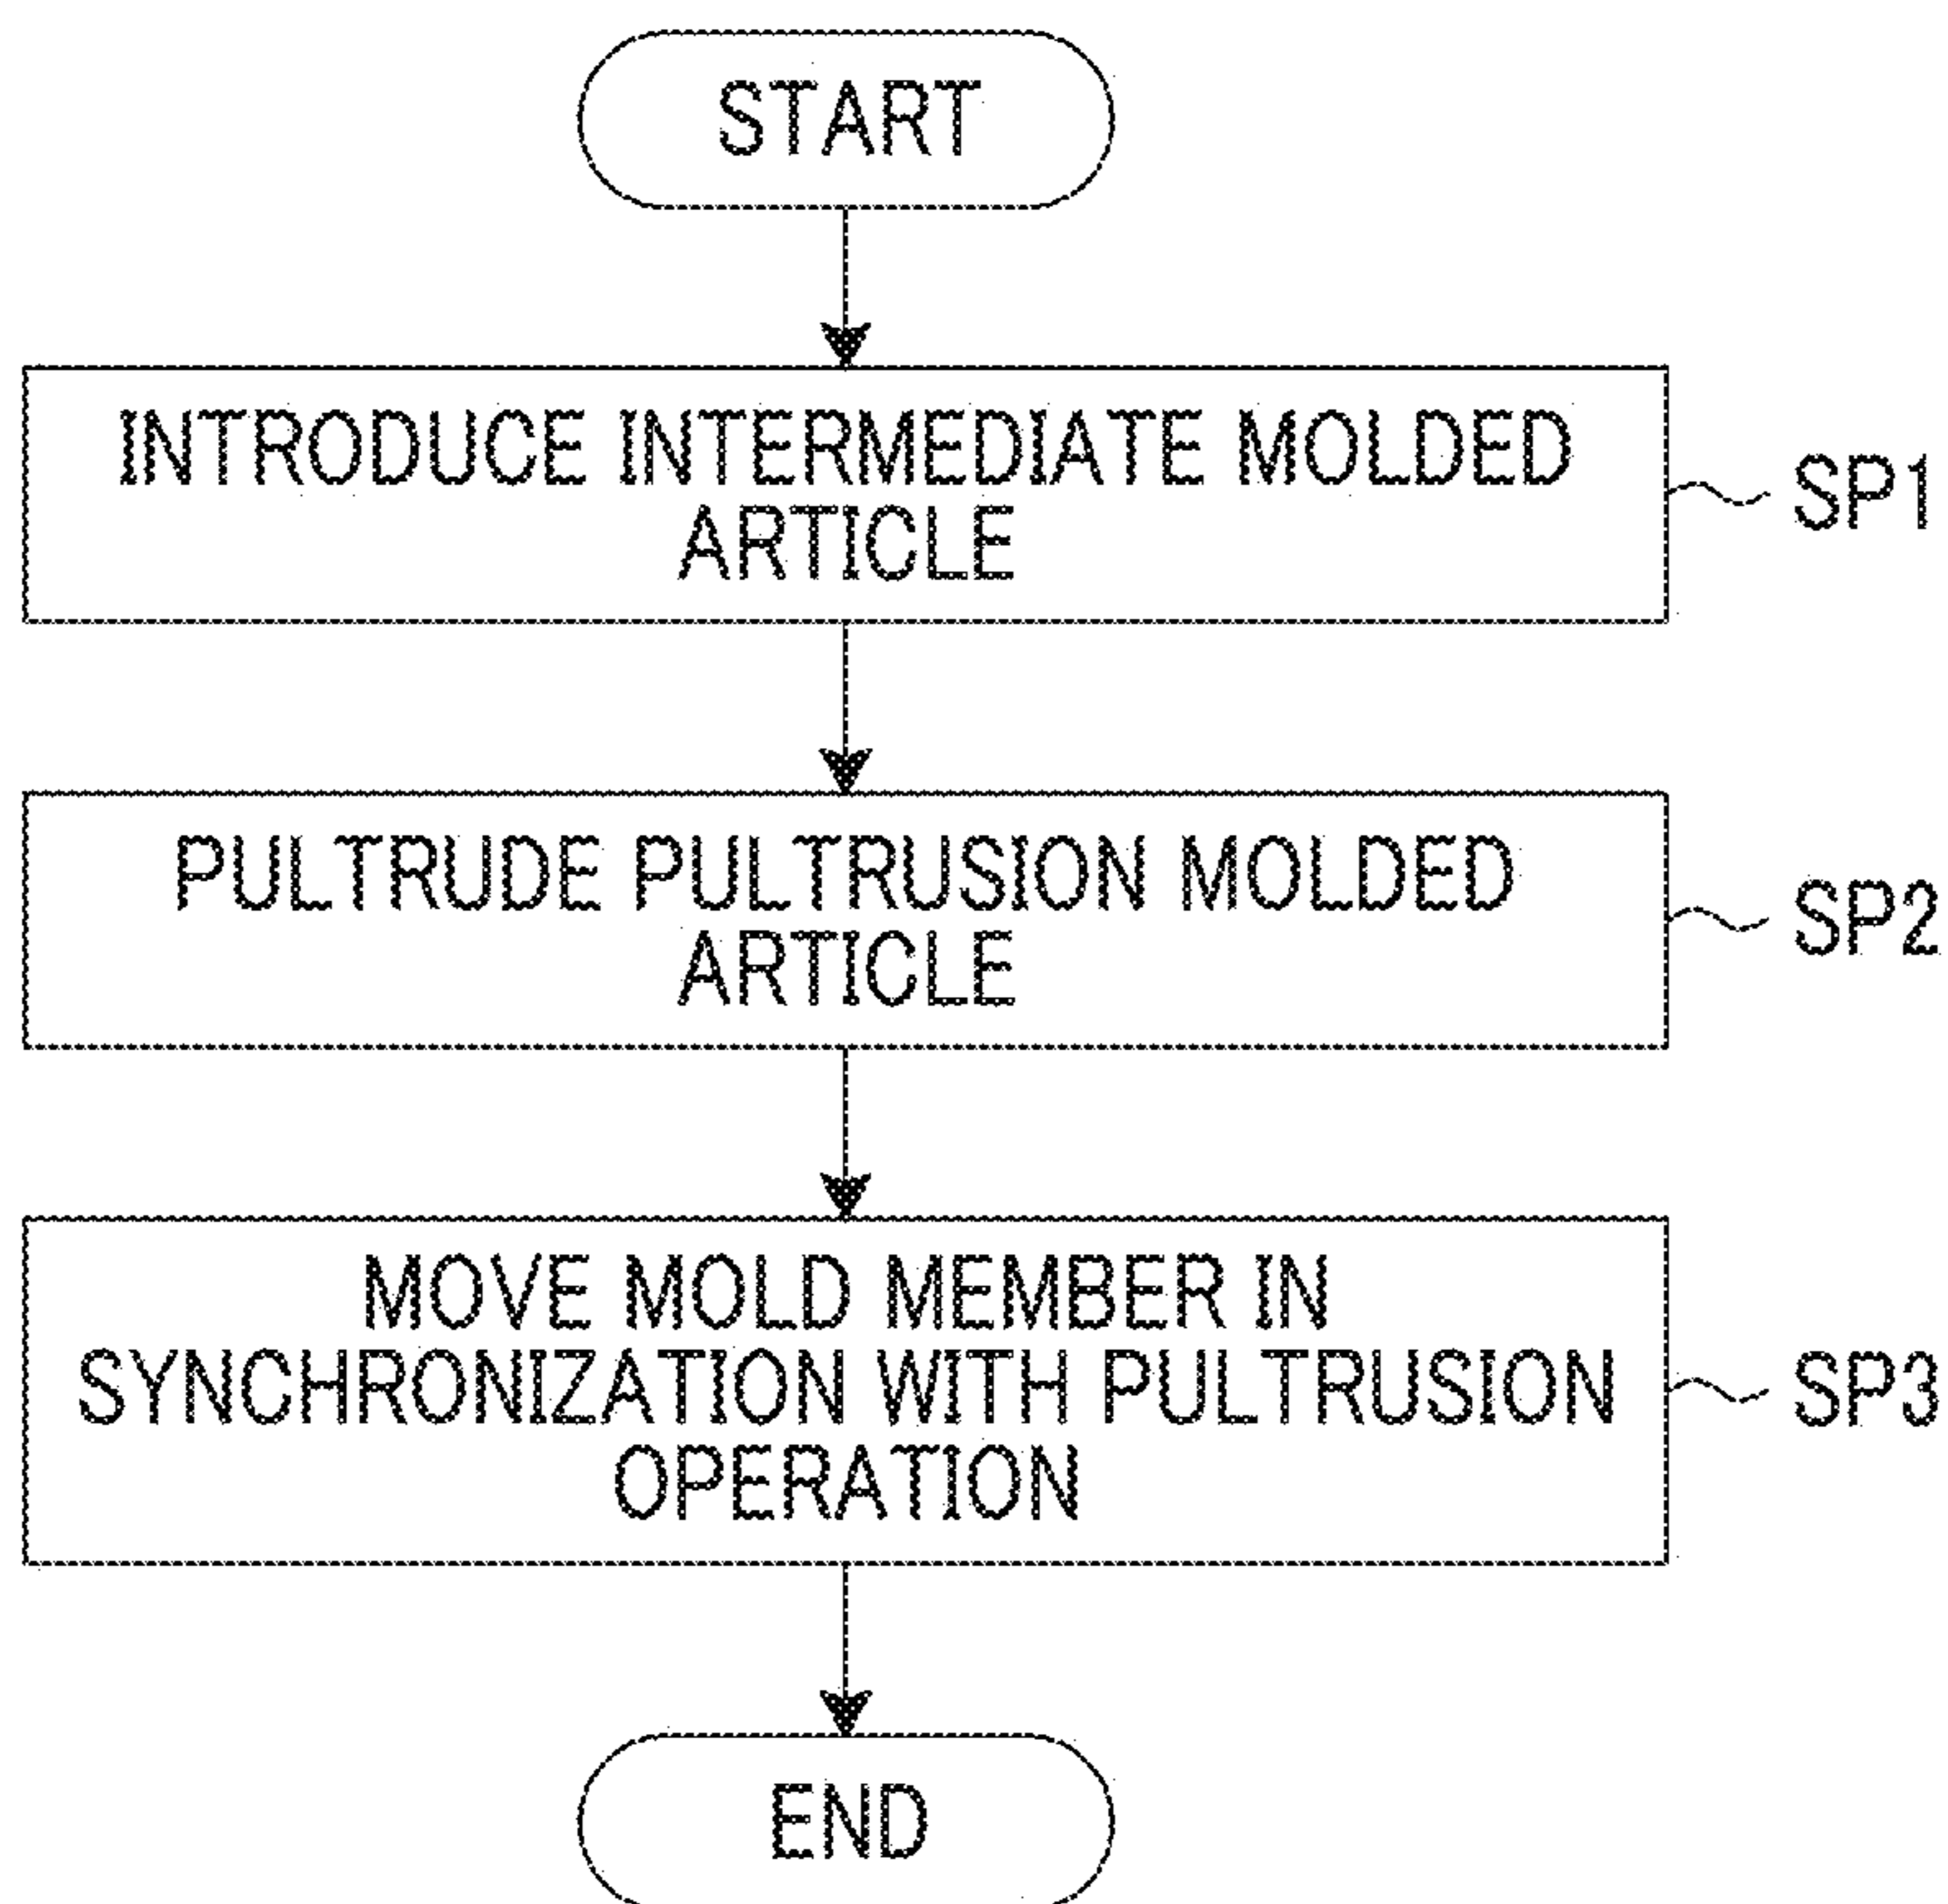 START
INTRODUCE INTERMEDIATE MOLDED
ARTICLE
SP1
PULTRUDE PULTRUSION MOLDED
ARTICLE
SP2
MOVE MOLD MEMBER IN
SYNCHRONIZATION WITH PULTRUSION
OPERATION
SP3
END